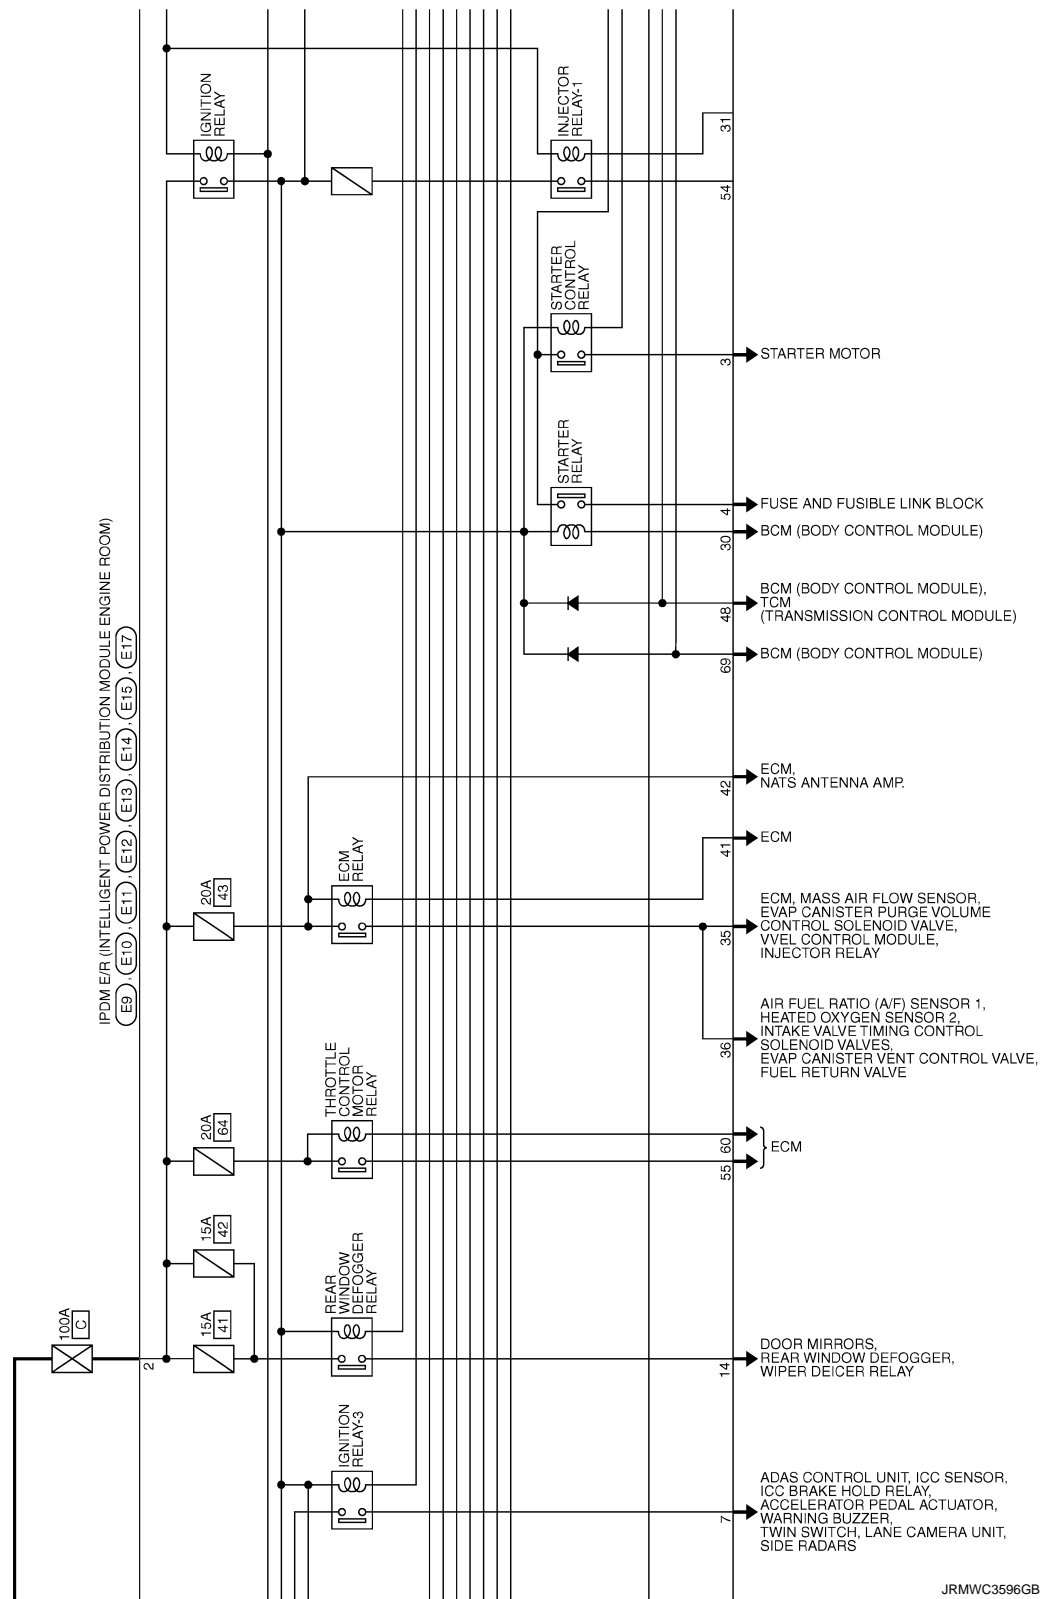 IGNITION
RELAY
INJECTOR
RELAY-1
31
54
STARTER
CONTROL
RELAY
3
STARTER MOTOR
STARTER
RELAY
4
FUSE AND FUSIBLE LINK BLOCK
30
BCM (BODY CONTROL MODULE)
IPDM E/R (INTELLIGENT POWER DISTRIBUTION MODULE ENGINE ROOM)
E9 , E10 , E11 , E12 , E13 , E14 , E15 , E17
48
BCM (BODY CONTROL MODULE),
TCM
(TRANSMISSION CONTROL MODULE)
69
BCM (BODY CONTROL MODULE)
42
ECM,
NATS ANTENNA AMP.
41
ECM
20A
43
ECM
RELAY
35
ECM, MASS AIR FLOW SENSOR,
EVAP CANISTER PURGE VOLUME
CONTROL SOLENOID VALVE,
VVEL CONTROL MODULE,
INJECTOR RELAY
36
AIR FUEL RATIO (A/F) SENSOR 1,
HEATED OXYGEN SENSOR 2,
INTAKE VALVE TIMING CONTROL
SOLENOID VALVES,
EVAP CANISTER VENT CONTROL VALVE,
FUEL RETURN VALVE
20A
64
THROTTLE
CONTROL
MOTOR
RELAY
60
55
ECM
15A
42
100A
C
2
15A
41
REAR
WINDOW
DEFOGGER
RELAY
14
DOOR MIRRORS,
REAR WINDOW DEFOGGER,
WIPER DEICER RELAY
IGNITION
RELAY-3
7
ADAS CONTROL UNIT, ICC SENSOR,
ICC BRAKE HOLD RELAY,
ACCELERATOR PEDAL ACTUATOR,
WARNING BUZZER,
TWIN SWITCH, LANE CAMERA UNIT,
SIDE RADARS
JRMWC3596GB